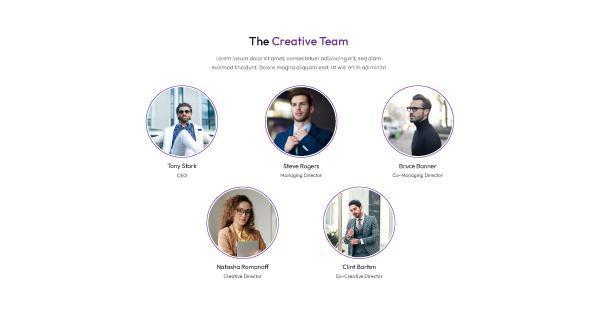 The Creative Team
Lorem ipsum dolor sit amet, consectetuer adipiscing elit, sed diam
euismod tincidunt. Dolore magna aliquam erat. Ut wisi enim ad minim
Tony Stark
CEO
Steve Rogers
Managing Director
Bruce Banner
Co-Managing Director
Natasha Romanoff
Creative Director
Clint Barton
Co-Creative Director